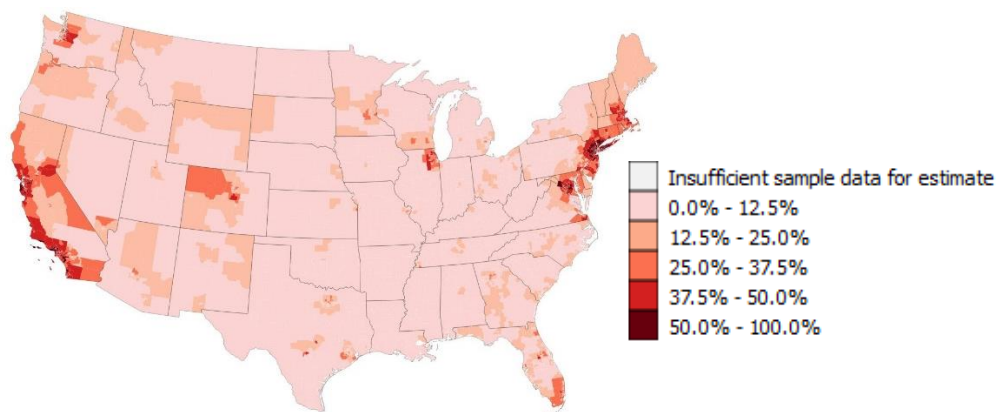 Insufficient sample data for estimate
0.0% - 12.5%
12.5% - 25.0%
25.0% - 37.5%
37.5% - 50.0%
50.0% - 100.0%